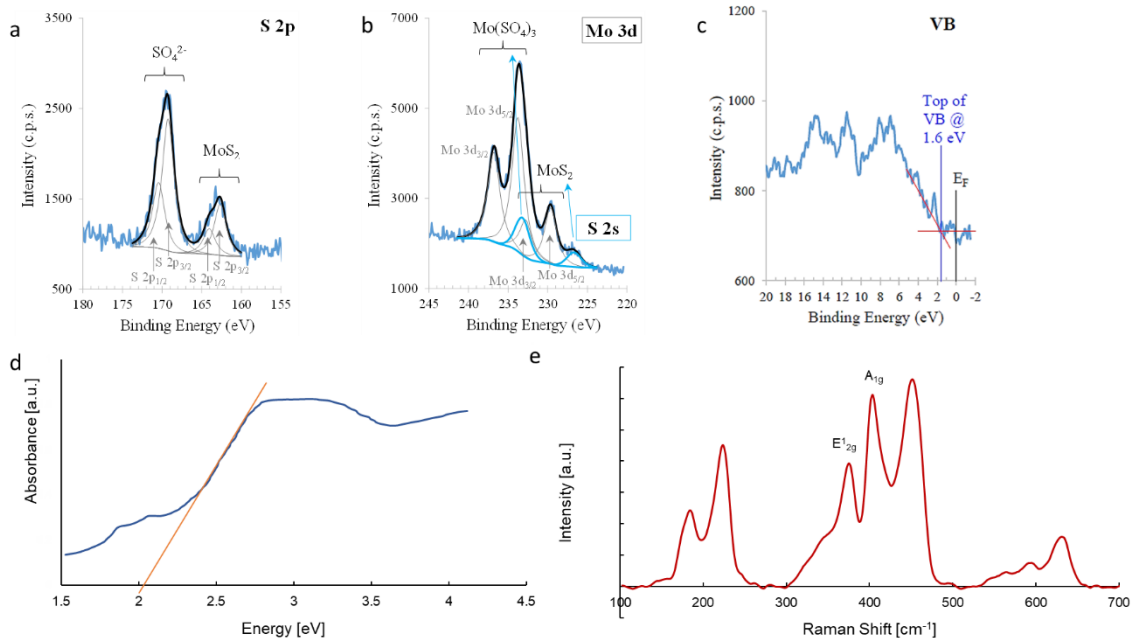 a
S 2p
SO₄²⁻
MoS₂
S 2p₁/₂
S 2p₃/₂
S 2p₁/₂
S 2p₃/₂
Intensity (c.p.s.)
3500
2500
1500
500
180
175
170
165
160
155
Binding Energy (eV)
b
Mo(SO₄)₃
Mo 3d
Mo 3d₅/₂
Mo 3d₃/₂
MoS₂
S 2s
Mo 3d₃/₂
Mo 3d₅/₂
Intensity (c.p.s.)
7000
5000
3000
1000
245
240
235
230
225
220
Binding Energy (eV)
c
VB
Top of
VB @
1.6 eV
E_F
Intensity (c.p.s.)
1200
1000
800
600
20 18 16 14 12 10 8 6 4 2 0 -2
Binding Energy (eV)
d
Absorbance [a.u.]
1.5
2
2.5
3
3.5
4
4.5
Energy [eV]
e
E¹₂g
A₁g
Intensity [a.u.]
100
200
300
400
500
600
700
Raman Shift [cm⁻¹]